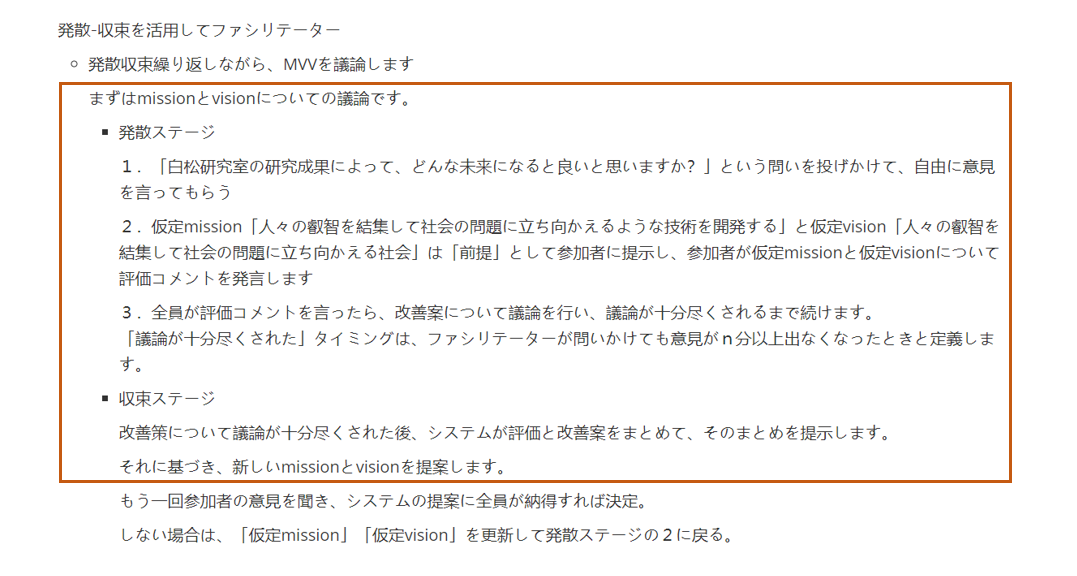 発散-収束を活用してファシリテーター
発散収束繰り返しながら、MVVを議論します
まずはmissionとvisionについての議論です。
発散ステージ
１．「白松研究室の研究成果によって、どんな未来になると良いと思いますか？」という問いを投げかけて、自由に意見
を言ってもらう
２．仮定mission「人々の叡智を結集して社会の問題に立ち向かえるような技術を開発する」と仮定vision「人々の叡智を
結集して社会の問題に立ち向かえる社会」は「前提」として参加者に提示し、参加者が仮定missionと仮定visionについて
評価コメントを発言します
３．全員が評価コメントを言ったら、改善案について議論を行い、議論が十分尽くされるまで続けます。
「議論が十分尽くされた」タイミングは、ファシリテーターが問いかけても意見がｎ分以上出なくなったときと定義しま
す。
収束ステージ
改善策について議論が十分尽くされた後、システムが評価と改善案をまとめて、そのまとめを提示します。
それに基づき、新しいmissionとvisionを提案します。
もう一回参加者の意見を聞き、システムの提案に全員が納得すれば決定。
しない場合は、「仮定mission」「仮定vision」を更新して発散ステージの２に戻る。